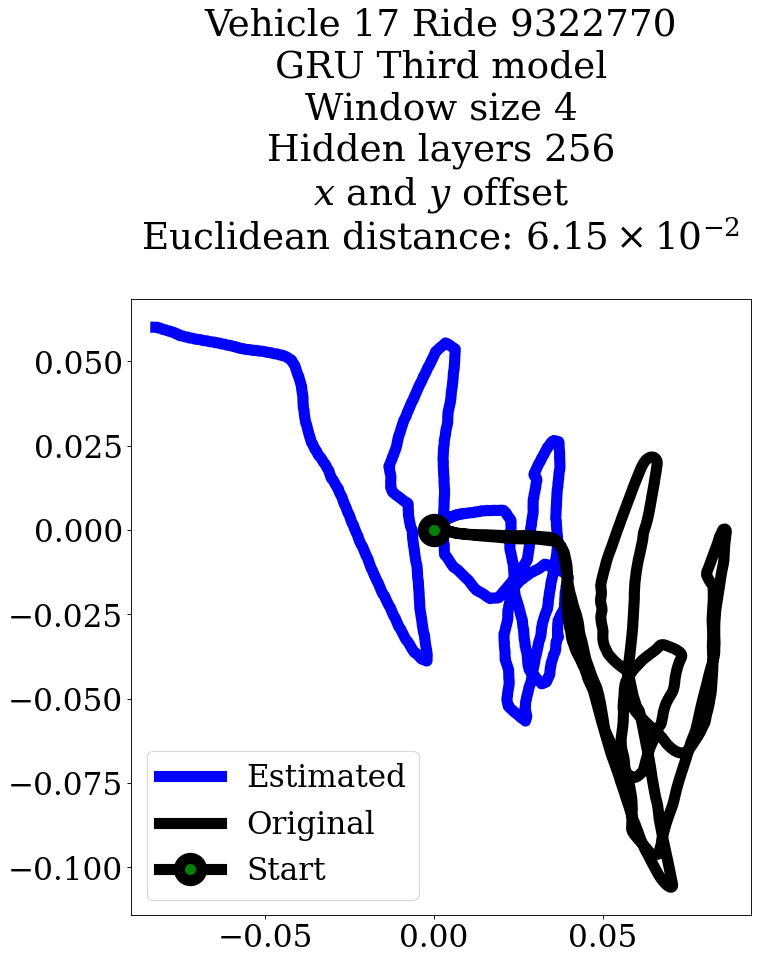 Vehicle 17 Ride 9322770
GRU Third model
Window size 4
Hidden layers 256
x and y offset
Euclidean distance: 6.15 × 10⁻²
0.050
0.025
0.000
−0.025
−0.050
−0.075
−0.100
Estimated
Original
Start
−0.05 0.00 0.05